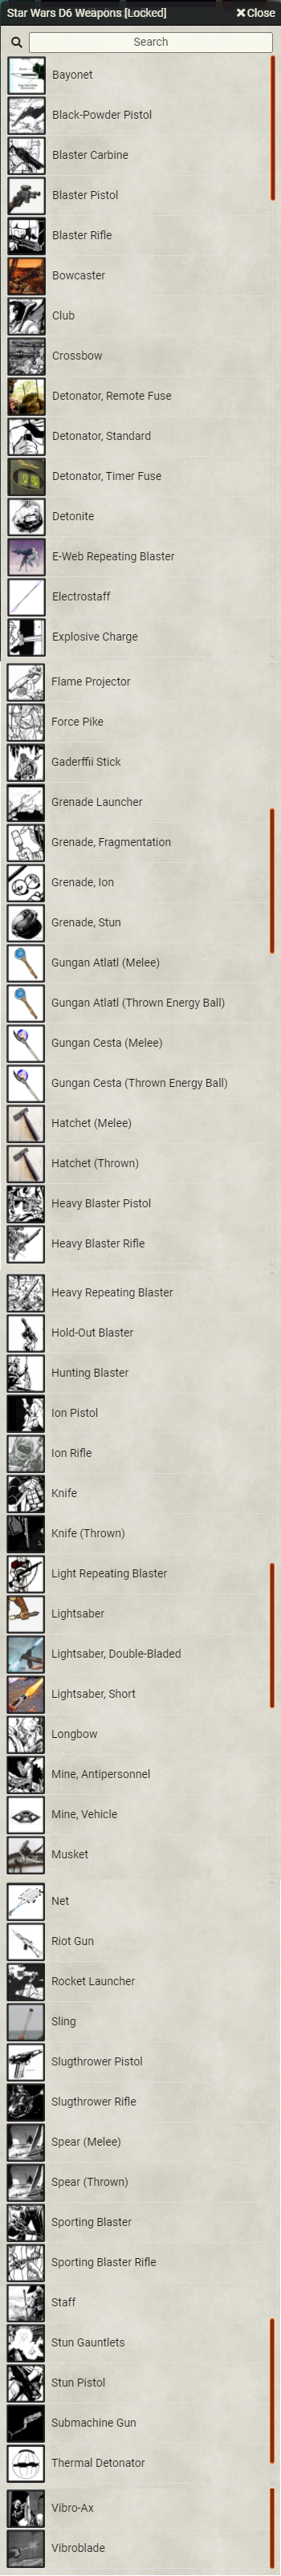 Star Wars D6 Weapons [Locked]
Close
Search
Bayonet
Black-Powder Pistol
Blaster Carbine
Blaster Pistol
Blaster Rifle
Bowcaster
Club
Crossbow
Detonator, Remote Fuse
Detonator, Standard
Detonator, Timer Fuse
Detonite
E-Web Repeating Blaster
Electrostaff
Explosive Charge
Flame Projector
Force Pike
Gaderffii Stick
Grenade Launcher
Grenade, Fragmentation
Grenade, Ion
Grenade, Stun
Gungan Atlatl (Melee)
Gungan Atlatl (Thrown Energy Ball)
Gungan Cesta (Melee)
Gungan Cesta (Thrown Energy Ball)
Hatchet (Melee)
Hatchet (Thrown)
Heavy Blaster Pistol
Heavy Blaster Rifle
Heavy Repeating Blaster
Hold-Out Blaster
Hunting Blaster
Ion Pistol
Ion Rifle
Knife
Knife (Thrown)
Light Repeating Blaster
Lightsaber
Lightsaber, Double-Bladed
Lightsaber, Short
Longbow
Mine, Antipersonnel
Mine, Vehicle
Musket
Net
Riot Gun
Rocket Launcher
Sling
Slugthrower Pistol
Slugthrower Rifle
Spear (Melee)
Spear (Thrown)
Sporting Blaster
Sporting Blaster Rifle
Staff
Stun Gauntlets
Stun Pistol
Submachine Gun
Thermal Detonator
Vibro-Ax
Vibroblade